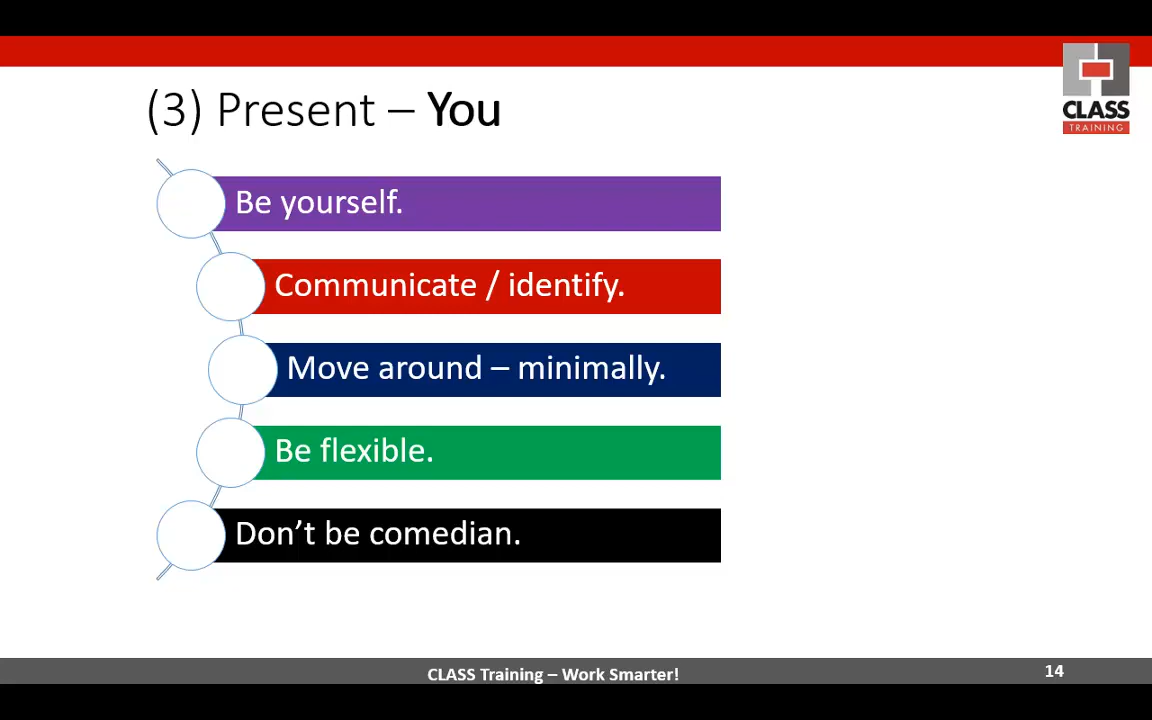 (3) Present – You
CLASS
TRAINING
Be yourself.
Communicate / identify.
Move around – minimally.
Be flexible.
Don’t be comedian.
CLASS Training – Work Smarter!
14